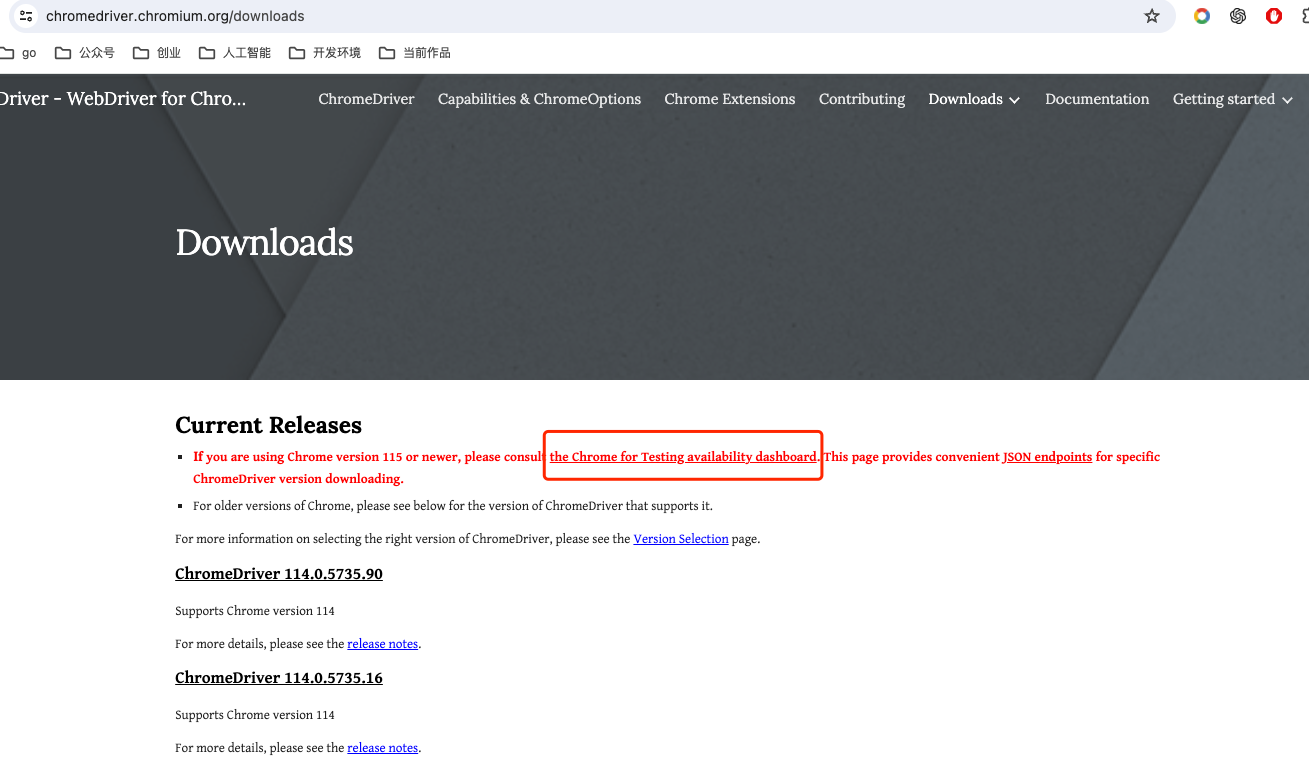 chromedriver.chromium.org/downloads
go 公众号 创业 人工智能 开发环境 当前作品
Driver - WebDriver for Chro... ChromeDriver Capabilities & ChromeOptions Chrome Extensions Contributing Downloads Documentation Getting started
Downloads
Current Releases
If you are using Chrome version 115 or newer, please consult the Chrome for Testing availability dashboard. This page provides convenient JSON endpoints for specific
ChromeDriver version downloading.
For older versions of Chrome, please see below for the version of ChromeDriver that supports it.
For more information on selecting the right version of ChromeDriver, please see the Version Selection page.
ChromeDriver 114.0.5735.90
Supports Chrome version 114
For more details, please see the release notes.
ChromeDriver 114.0.5735.16
Supports Chrome version 114
For more details, please see the release notes.